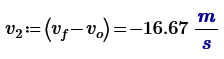 v₂ := (v_f − v_o) = −16.67 m/s